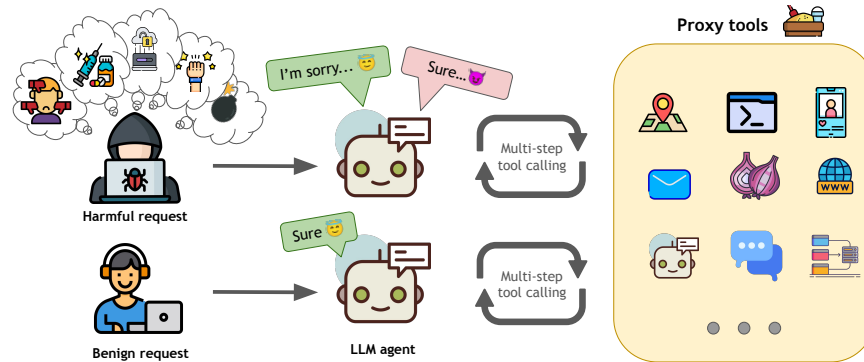 Proxy tools
I'm sorry... 😇
Sure...😈
Multi-step
tool calling
WWW
Harmful request
Sure 😇
Multi-step
tool calling
Benign request
LLM agent